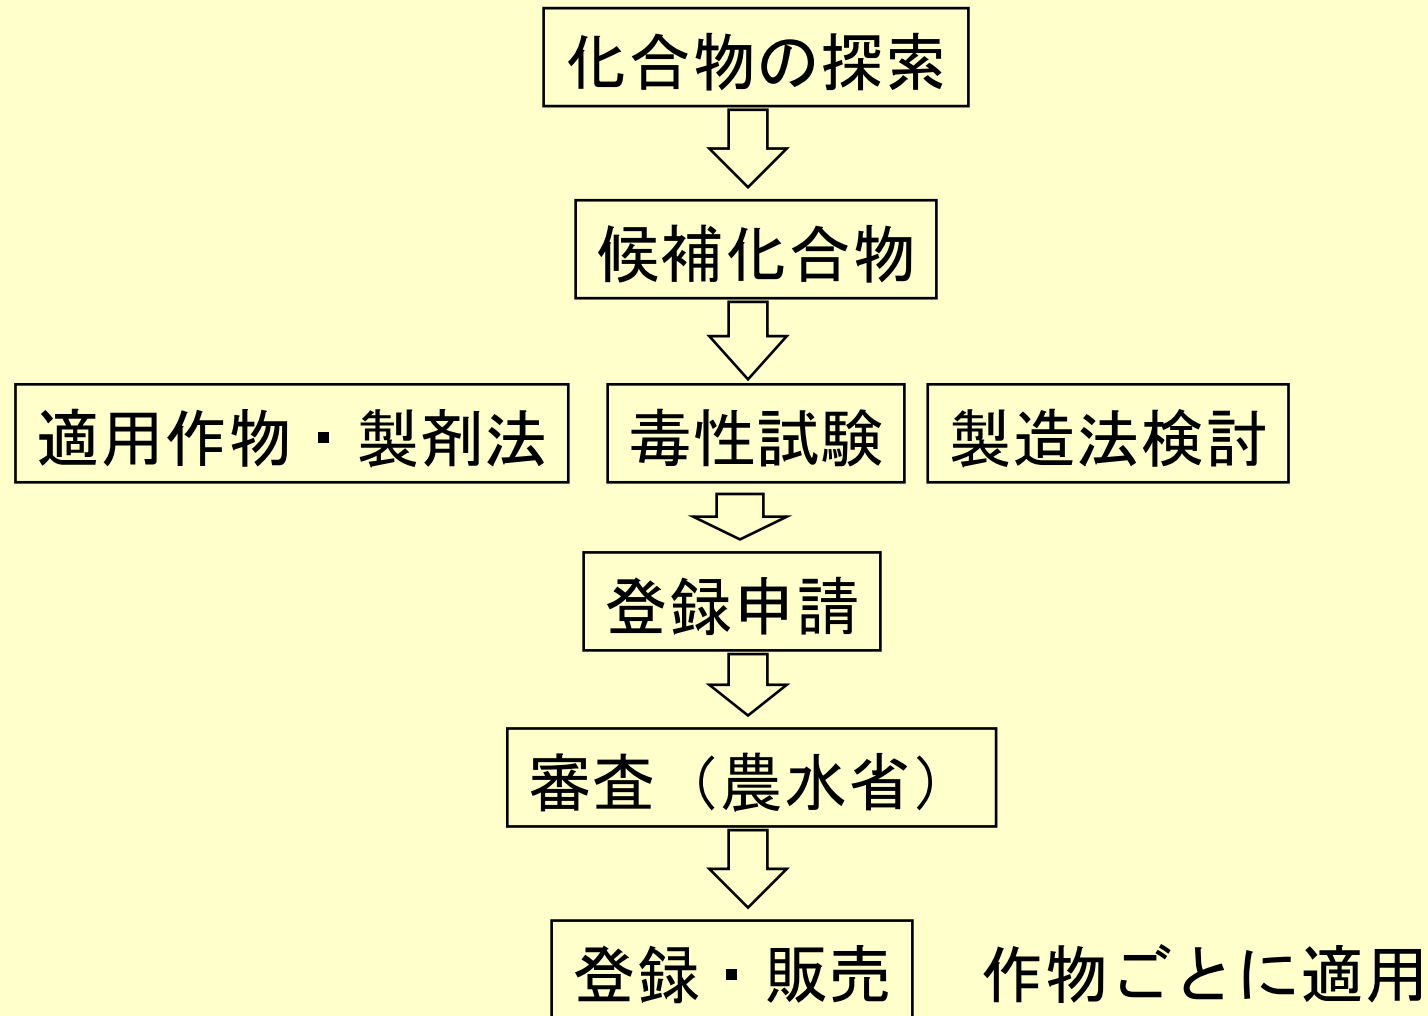 化合物の探索
候補化合物
適用作物・製剤法 毒性試験 製造法検討
登録申請
審査（農水省）
登録・販売 作物ごとに適用